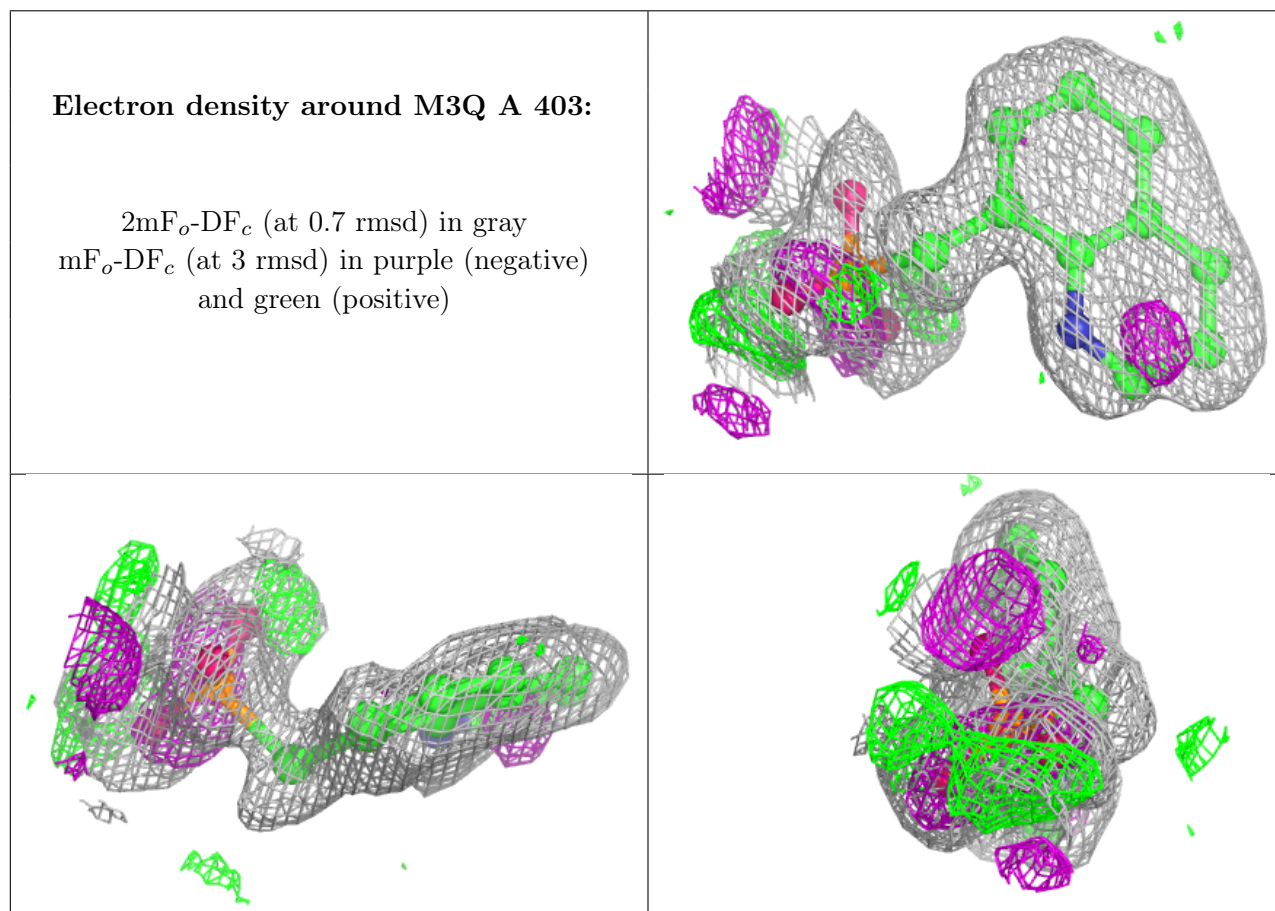 Electron density around M3Q A 403:
2mFo-DFc (at 0.7 rmsd) in gray
mFo-DFc (at 3 rmsd) in purple (negative)
and green (positive)